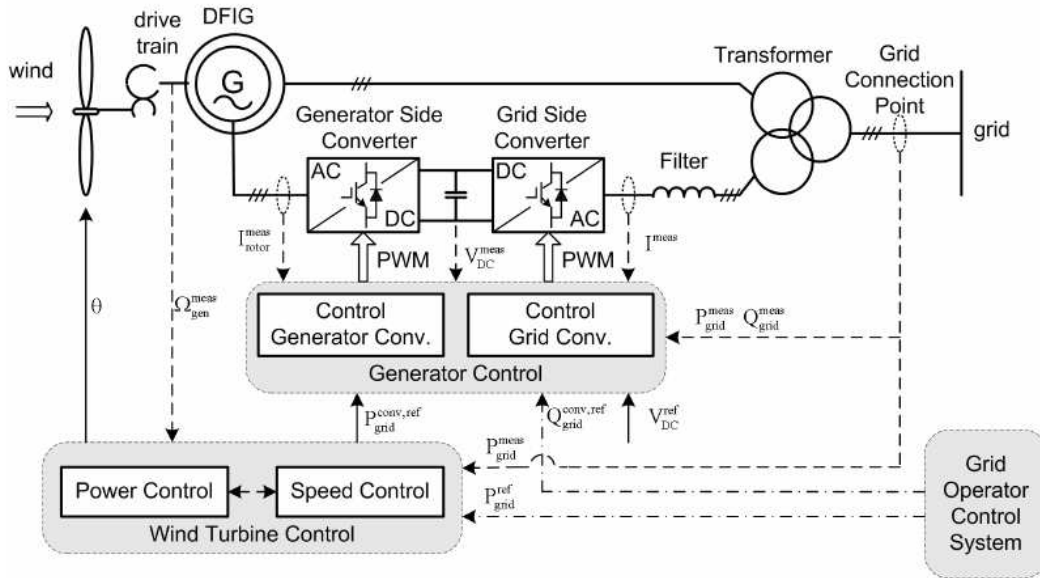 drive
train
DFIG
wind
G
Transformer
Grid
Connection
Point
grid
Generator Side
Converter
Grid Side
Converter
Filter
AC
DC
DC
AC
I_rotor^meas
PWM
V_DC^meas
PWM
I^meas
θ
Ω_gen^meas
Control
Generator Conv.
Control
Grid Conv.
Generator Control
P_grid^meas Q_grid^meas
P_grid^conv,ref
Q_grid^conv,ref
V_DC^ref
P_grid^meas
P_grid^ref
Power Control
Speed Control
Wind Turbine Control
Grid
Operator
Control
System